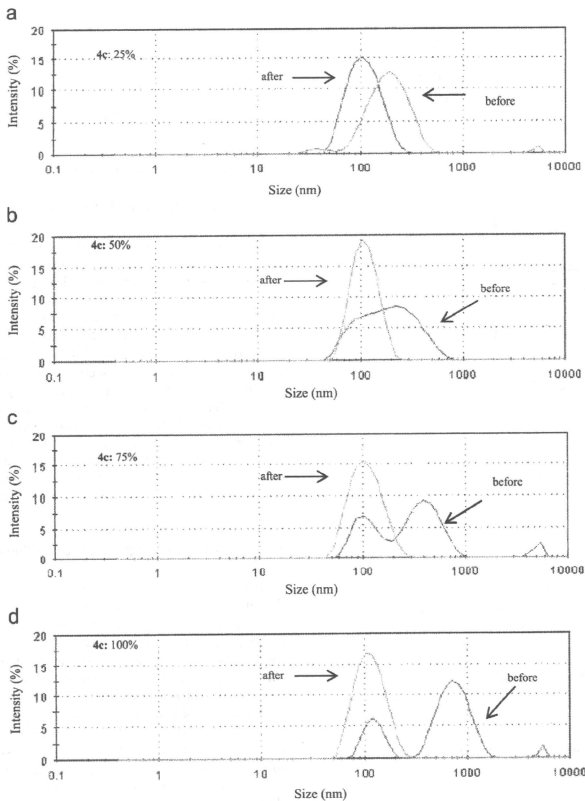 a
4c: 25%
after
before
Intensity (%)
20
15
10
5
0
0.1
1
10
100
1000
10000
Size (nm)
b
4c: 50%
after
before
Intensity (%)
20
15
10
5
0
0.1
1
10
100
1000
10000
Size (nm)
c
4c: 75%
after
before
Intensity (%)
20
15
10
5
0
0.1
1
10
100
1000
10000
Size (nm)
d
4c: 100%
after
before
Intensity (%)
20
15
10
5
0
0.1
1
10
100
1000
10000
Size (nm)